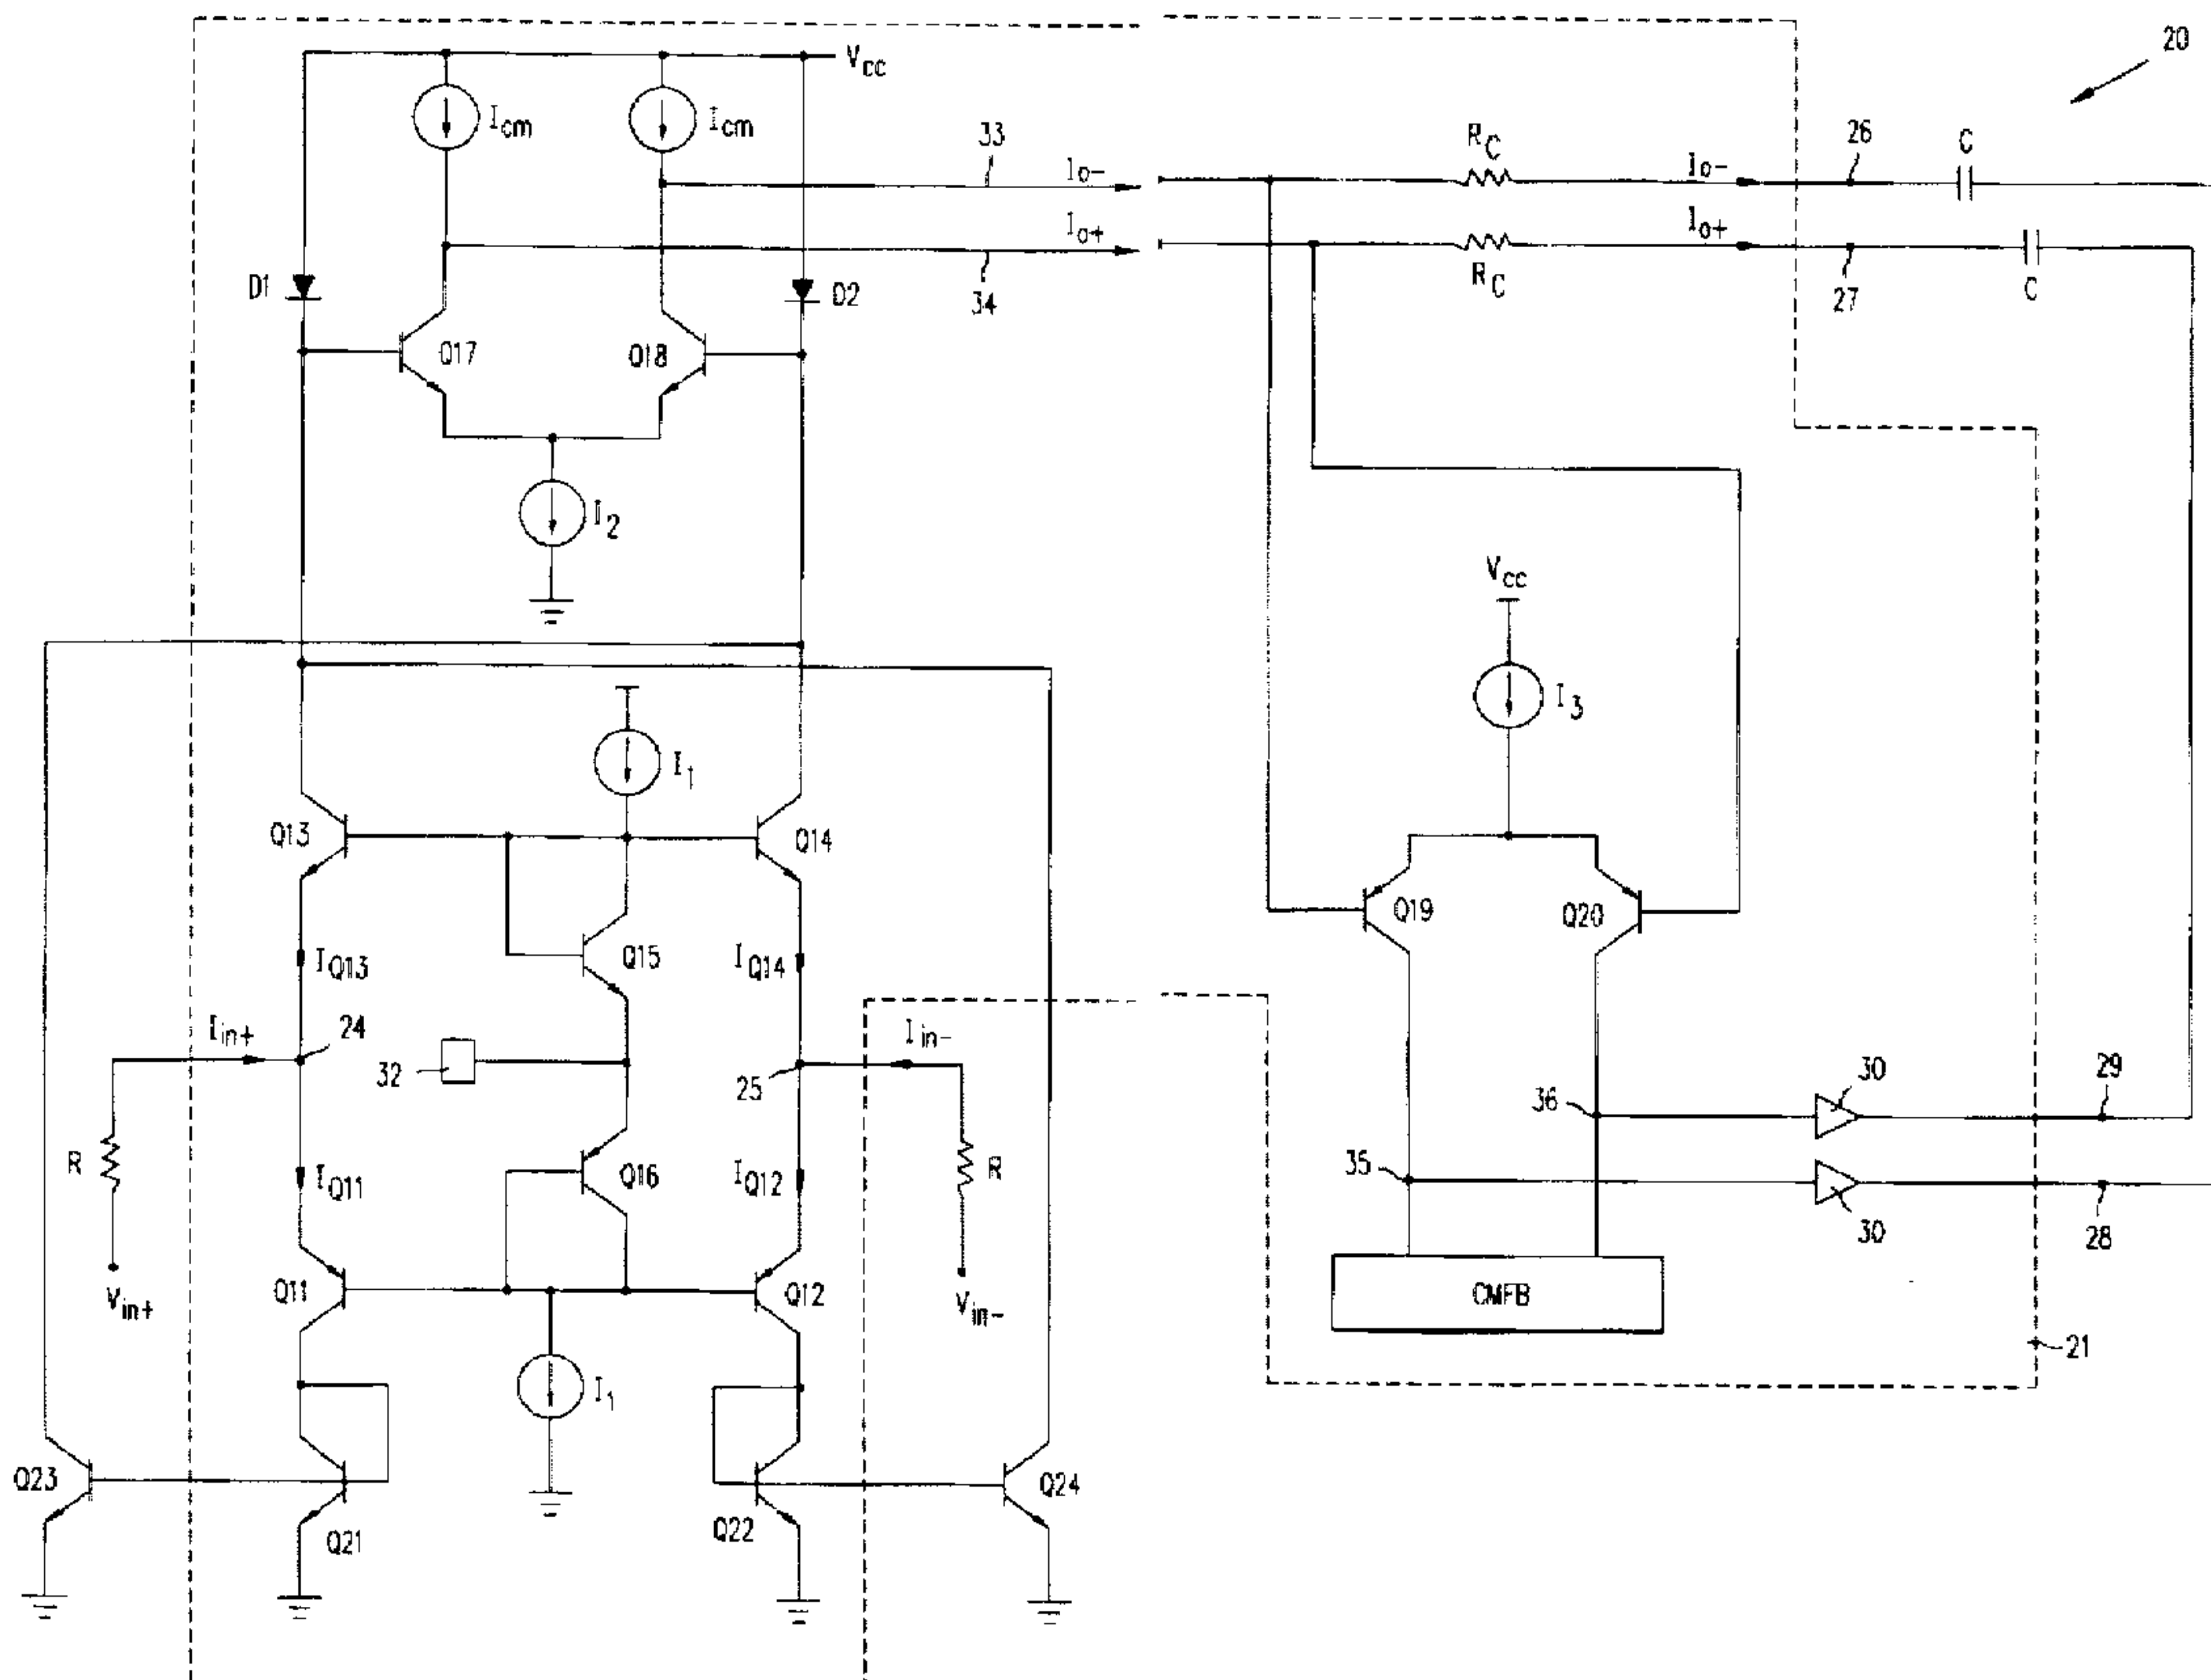 20
Vcc
Icm
Icm
33
Io-
RC
Io-
26
C
Io+
RC
Io+
34
27
C
D1
D2
Q17
Q18
I2
Vcc
I3
I1
Q13
Q14
Q19
Q20
Q15
IQ13
IQ14
Iin+
24
32
25
Iin-
36
30
29
R
IQ11
Q16
IQ12
R
35
30
28
Vin+
Q11
Q12
Vin-
CMFB
21
I1
Q23
Q21
Q22
Q24